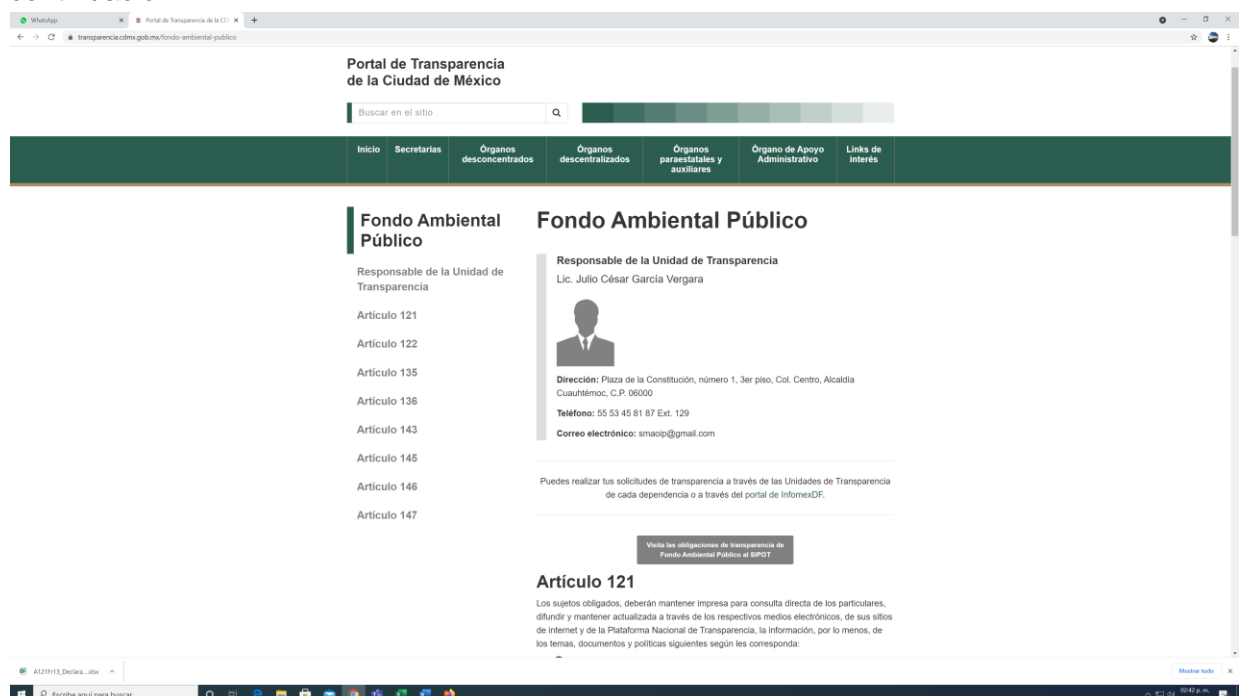 WhatsApp
Portal de Transparencia de la CD
transparencia.cdmx.gob.mx/fondo-ambiental-publico
Portal de Transparencia
de la Ciudad de México
Buscar en el sitio
Inicio
Secretarías
Órganos
desconcentrados
Órganos
descentralizados
Órganos
paraestatales y
auxiliares
Órgano de Apoyo
Administrativo
Links de
interés
Fondo Ambiental
Público
Responsable de la Unidad de
Transparencia
Artículo 121
Artículo 122
Artículo 135
Artículo 136
Artículo 143
Artículo 145
Artículo 146
Artículo 147
Fondo Ambiental Público
Responsable de la Unidad de Transparencia
Lic. Julio César García Vergara
Dirección: Plaza de la Constitución, número 1, 3er piso, Col. Centro, Alcaldía
Cuauhtémoc, C.P. 06000
Teléfono: 55 53 45 81 87 Ext. 129
Correo electrónico: smaoip@gmail.com
Puedes realizar tus solicitudes de transparencia a través de las Unidades de Transparencia
de cada dependencia o a través del portal de InfomexDF.
Visita las obligaciones de transparencia de
Fondo Ambiental Público al SIPOT
Artículo 121
Los sujetos obligados, deberán mantener impresa para consulta directa de los particulares,
difundir y mantener actualizada a través de los respectivos medios electrónicos, de sus sitios
de internet y de la Plataforma Nacional de Transparencia, la información, por lo menos, de
los temas, documentos y políticas siguientes según les corresponda:
A121Fr13_Declara....xlsx
Mostrar todo
Escribe aquí para buscar
02:42 p. m.